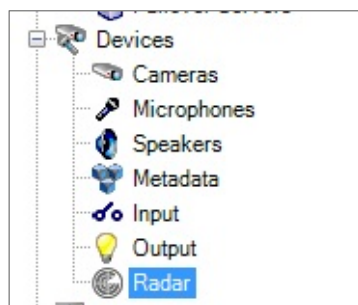 Devices
Cameras
Microphones
Speakers
Metadata
Input
Output
Radar